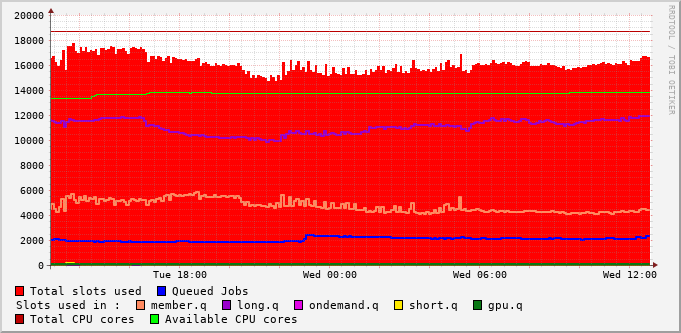 20000
18000
16000
14000
12000
10000
8000
6000
4000
2000
0
Tue 18:00 Wed 00:00 Wed 06:00 Wed 12:00
RRDTOOL / TOBI OETIKER
Total slots used Queued Jobs
Slots used in : member.q long.q ondemand.q short.q gpu.q
Total CPU cores Available CPU cores